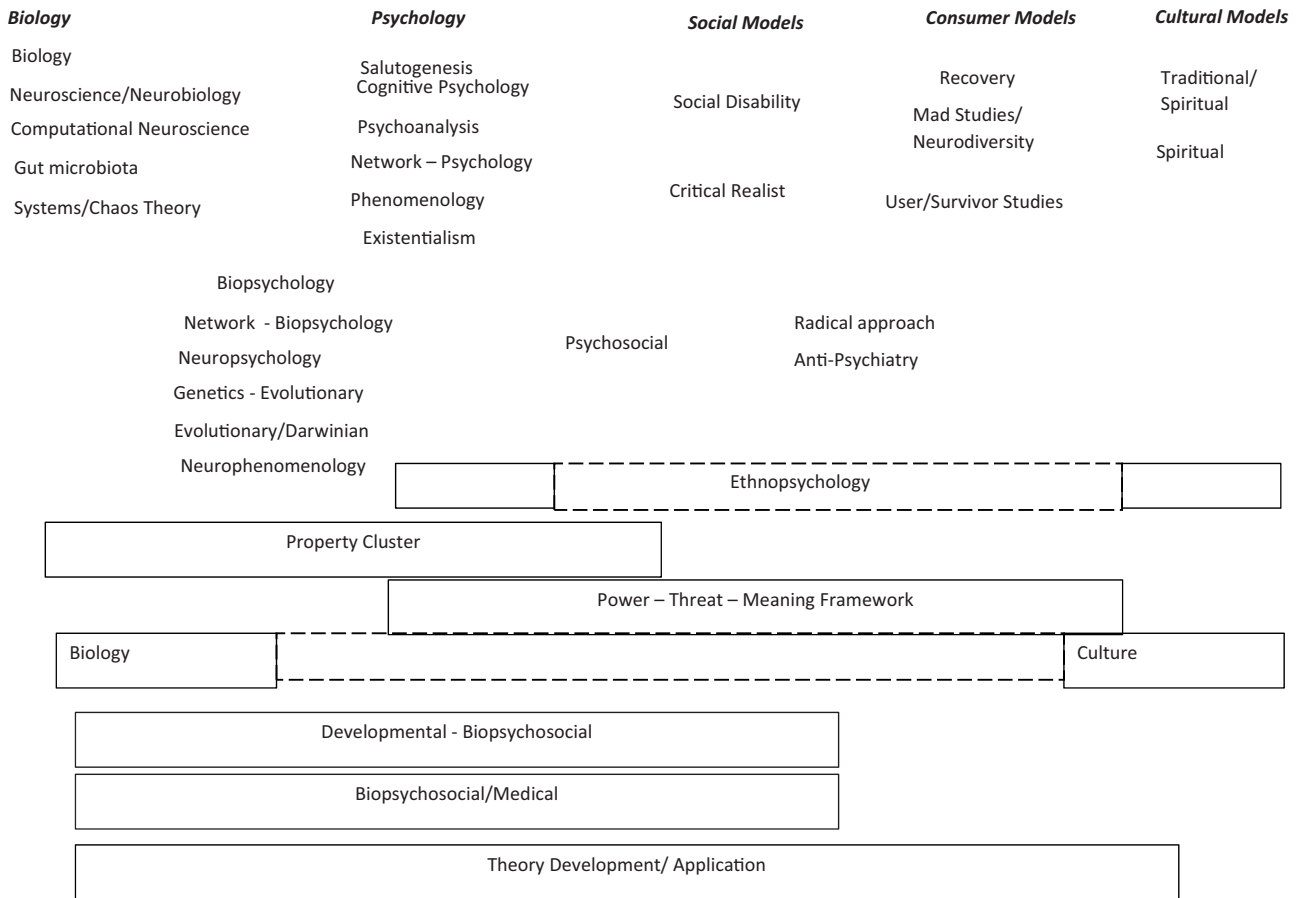 Biology
Psychology
Social Models
Consumer Models
Cultural Models
Biology
Neuroscience/Neurobiology
Computational Neuroscience
Gut microbiota
Systems/Chaos Theory
Salutogenesis
Cognitive Psychology
Psychoanalysis
Network – Psychology
Phenomenology
Existentialism
Social Disability
Critical Realist
Recovery
Mad Studies/
Neurodiversity
User/Survivor Studies
Traditional/
Spiritual
Spiritual
Biopsychology
Network - Biopsychology
Neuropsychology
Genetics - Evolutionary
Evolutionary/Darwinian
Neurophenomenology
Psychosocial
Radical approach
Anti-Psychiatry
Ethnopsychology
Property Cluster
Power – Threat – Meaning Framework
Biology
Culture
Developmental - Biopsychosocial
Biopsychosocial/Medical
Theory Development/ Application